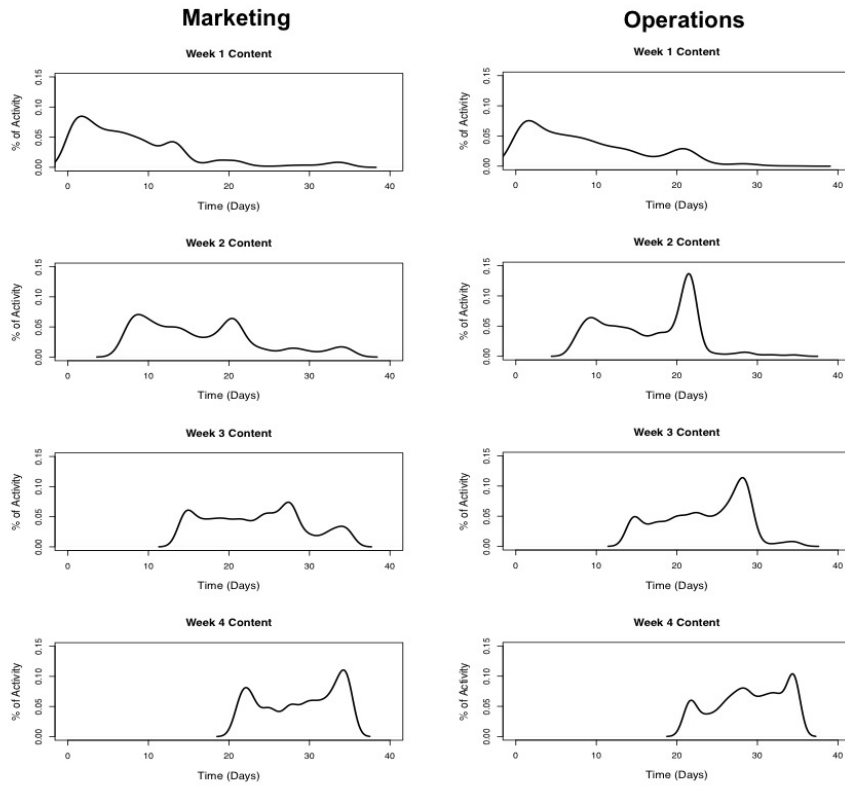 Marketing
Operations
Week 1 Content
% of Activity
0.00 0.05 0.10 0.15
0 10 20 30 40
Time (Days)
Week 1 Content
% of Activity
0.00 0.05 0.10 0.15
0 10 20 30 40
Time (Days)
Week 2 Content
% of Activity
0.00 0.05 0.10 0.15
0 10 20 30 40
Time (Days)
Week 2 Content
% of Activity
0.00 0.05 0.10 0.15
0 10 20 30 40
Time (Days)
Week 3 Content
% of Activity
0.00 0.05 0.10 0.15
0 10 20 30 40
Time (Days)
Week 3 Content
% of Activity
0.00 0.05 0.10 0.15
0 10 20 30 40
Time (Days)
Week 4 Content
% of Activity
0.00 0.05 0.10 0.15
0 10 20 30 40
Time (Days)
Week 4 Content
% of Activity
0.00 0.05 0.10 0.15
0 10 20 30 40
Time (Days)